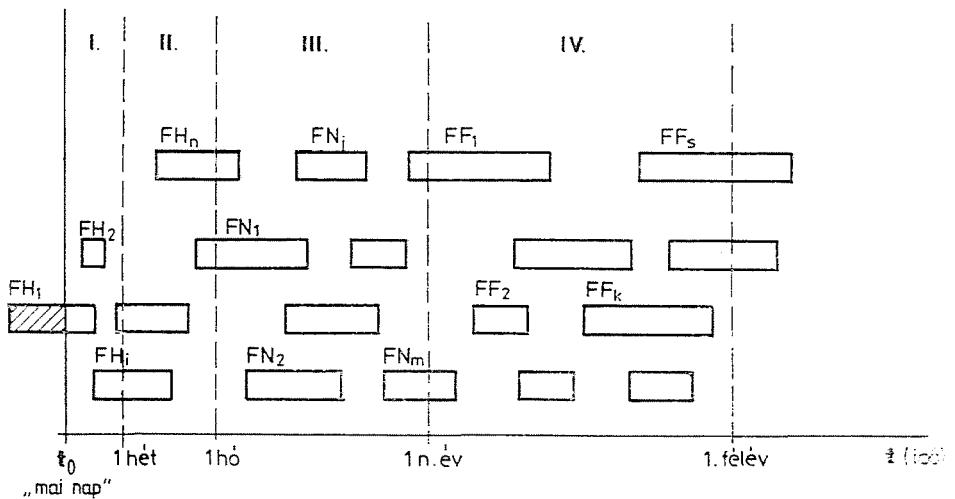 I. II. III. IV.
FHₙ FNⱼ FF₁ FFₛ
FH₂ FN₁
FH₁ FF₂ FFₖ
FHᵢ FN₂ FNₘ
t₀ 1 hét 1 hó 1 n. év 1. félév t (idő)
„mai nap"